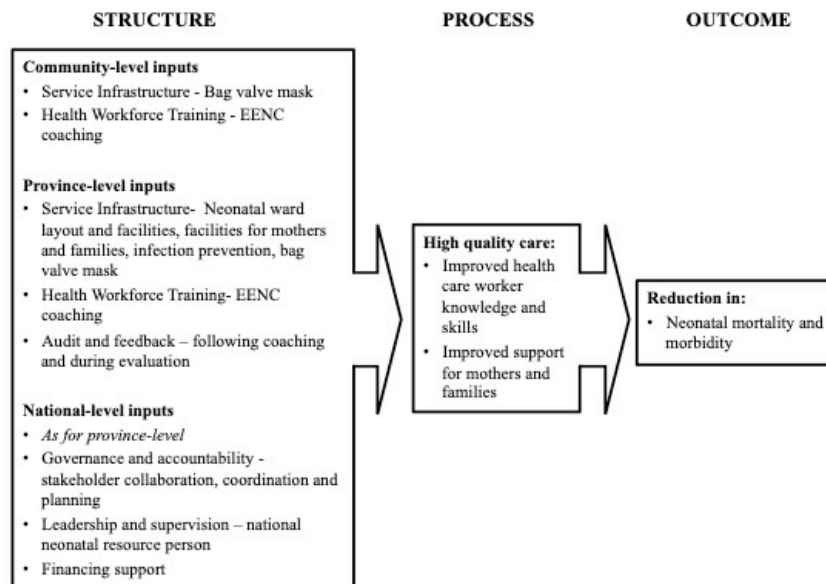 STRUCTURE
PROCESS
OUTCOME
Community-level inputs
• Service Infrastructure - Bag valve mask
• Health Workforce Training - EENC
coaching
Province-level inputs
• Service Infrastructure- Neonatal ward
layout and facilities, facilities for mothers
and families, infection prevention, bag
valve mask
• Health Workforce Training- EENC
coaching
• Audit and feedback – following coaching
and during evaluation
National-level inputs
• As for province-level
• Governance and accountability -
stakeholder collaboration, coordination and
planning
• Leadership and supervision – national
neonatal resource person
• Financing support
High quality care:
• Improved health
care worker
knowledge and
skills
• Improved support
for mothers and
families
Reduction in:
• Neonatal mortality and
morbidity